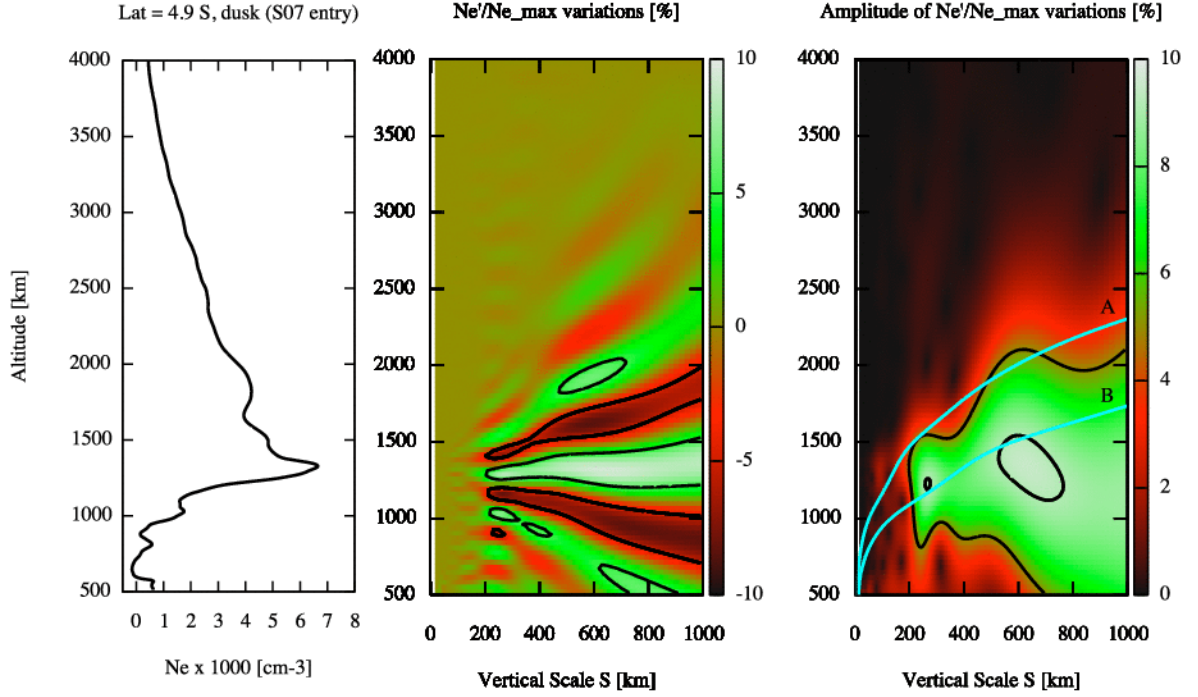 Lat = 4.9 S, dusk (S07 entry)
Ne'/Ne_max variations [%]
Amplitude of Ne'/Ne_max variations [%]
4000
3500
3000
2500
2000
1500
1000
500
0 1 2 3 4 5 6 7 8
Altitude [km]
Ne x 1000 [cm-3]
4000
3500
3000
2500
2000
1500
1000
500
0 200 400 600 800 1000
Vertical Scale S [km]
10
5
0
-5
-10
4000
3500
3000
2500
2000
1500
1000
500
0 200 400 600 800 1000
Vertical Scale S [km]
A
B
10
8
6
4
2
0